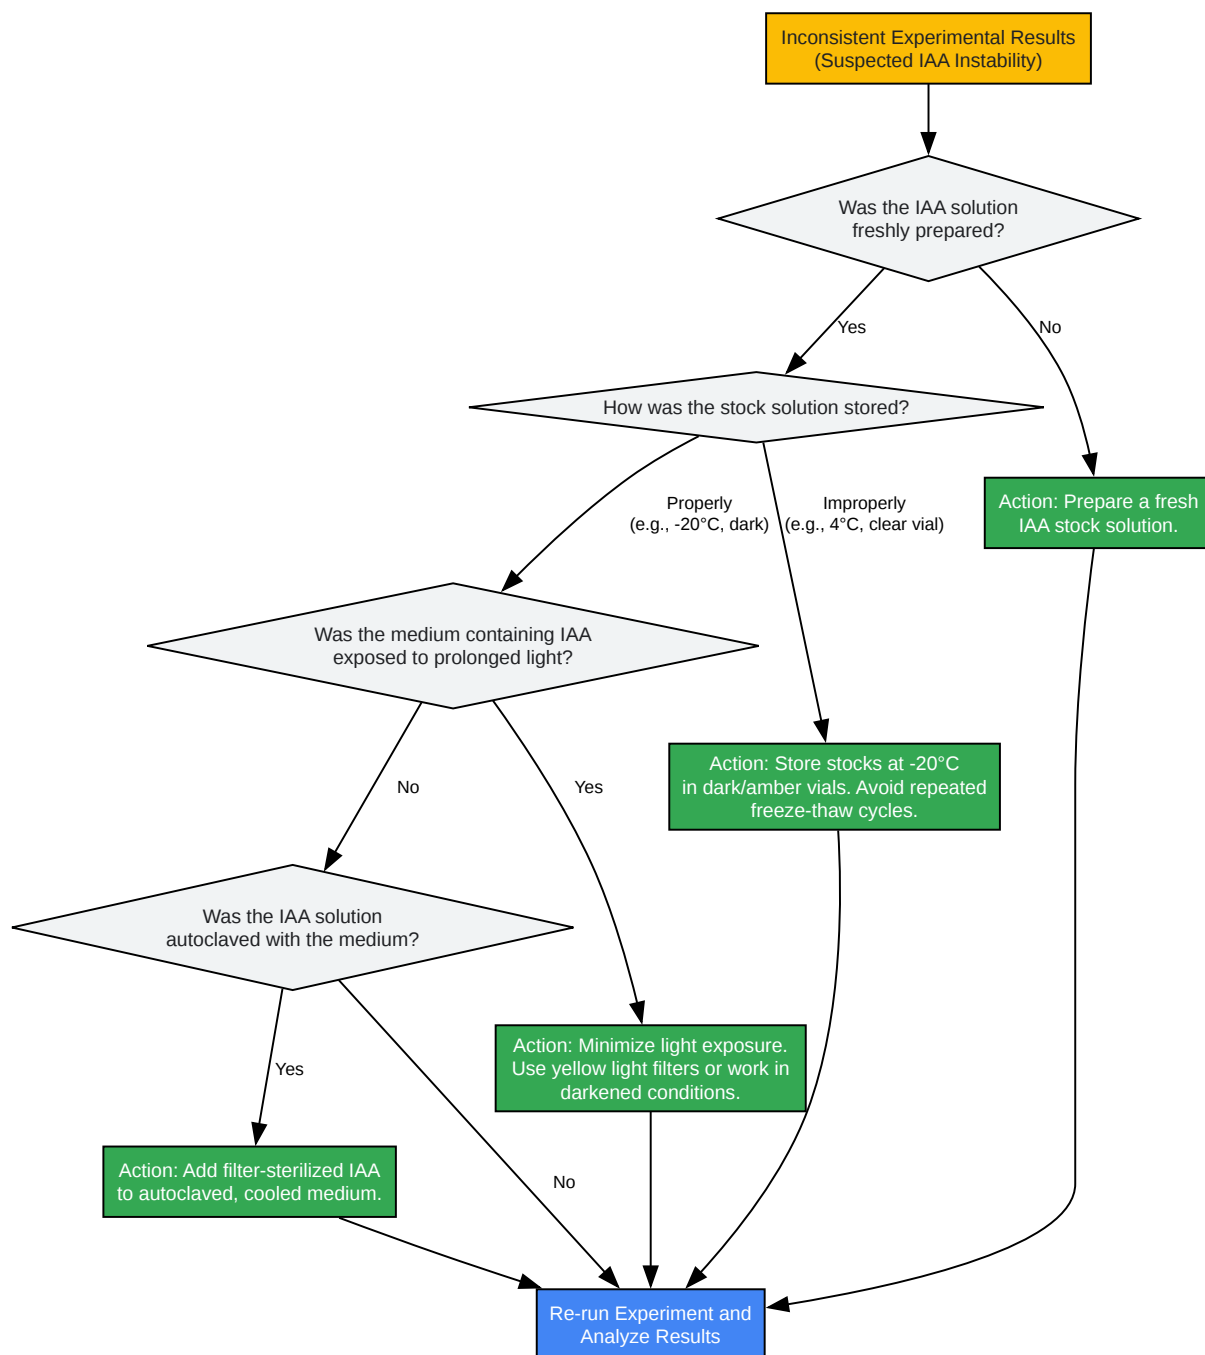 Inconsistent Experimental Results
(Suspected IAA Instability)
Was the IAA solution
freshly prepared?
Yes
No
How was the stock solution stored?
Properly
(e.g., -20°C, dark)
Improperly
(e.g., 4°C, clear vial)
Action: Prepare a fresh
IAA stock solution.
Was the medium containing IAA
exposed to prolonged light?
No
Yes
Action: Store stocks at -20°C
in dark/amber vials. Avoid repeated
freeze-thaw cycles.
Was the IAA solution
autoclaved with the medium?
Yes
No
Action: Minimize light exposure.
Use yellow light filters or work in
darkened conditions.
Action: Add filter-sterilized IAA
to autoclaved, cooled medium.
Re-run Experiment and
Analyze Results